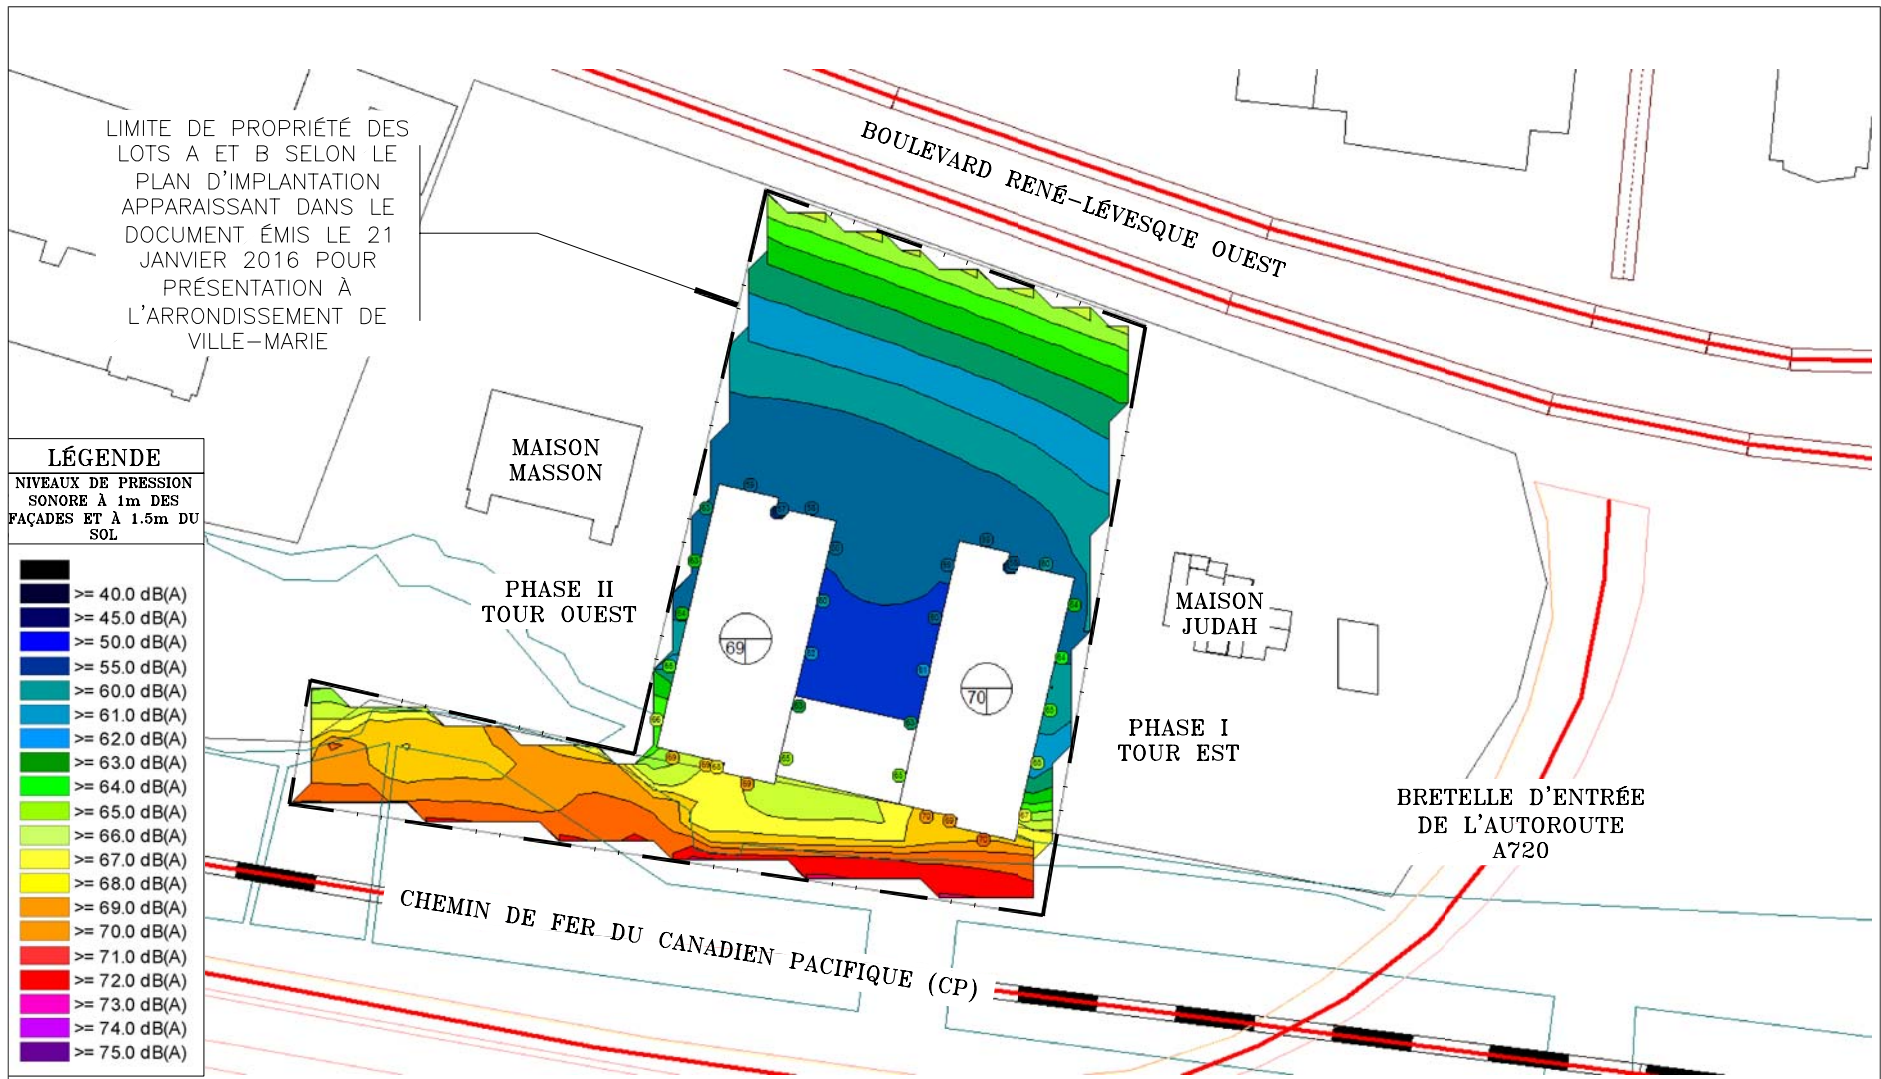 LIMITE DE PROPRIÉTÉ DES
LOTS A ET B SELON LE
PLAN D'IMPLANTATION
APPARAISSANT DANS LE
DOCUMENT ÉMIS LE 21
JANVIER 2016 POUR
PRÉSENTATION À
L'ARRONDISSEMENT DE
VILLE-MARIE
BOULEVARD RENÉ-LÉVESQUE OUEST
MAISON
MASSON
PHASE II
TOUR OUEST
69
70
MAISON
JUDAH
PHASE I
TOUR EST
BRETELLE D'ENTRÉE
DE L'AUTOROUTE
A720
CHEMIN DE FER DU CANADIEN PACIFIQUE (CP)
LÉGENDE
NIVEAUX DE PRESSION
SONORE À 1m DES
FAÇADES ET À 1.5m DU
SOL
>= 40.0 dB(A)
>= 45.0 dB(A)
>= 50.0 dB(A)
>= 55.0 dB(A)
>= 60.0 dB(A)
>= 61.0 dB(A)
>= 62.0 dB(A)
>= 63.0 dB(A)
>= 64.0 dB(A)
>= 65.0 dB(A)
>= 66.0 dB(A)
>= 67.0 dB(A)
>= 68.0 dB(A)
>= 69.0 dB(A)
>= 70.0 dB(A)
>= 71.0 dB(A)
>= 72.0 dB(A)
>= 73.0 dB(A)
>= 74.0 dB(A)
>= 75.0 dB(A)